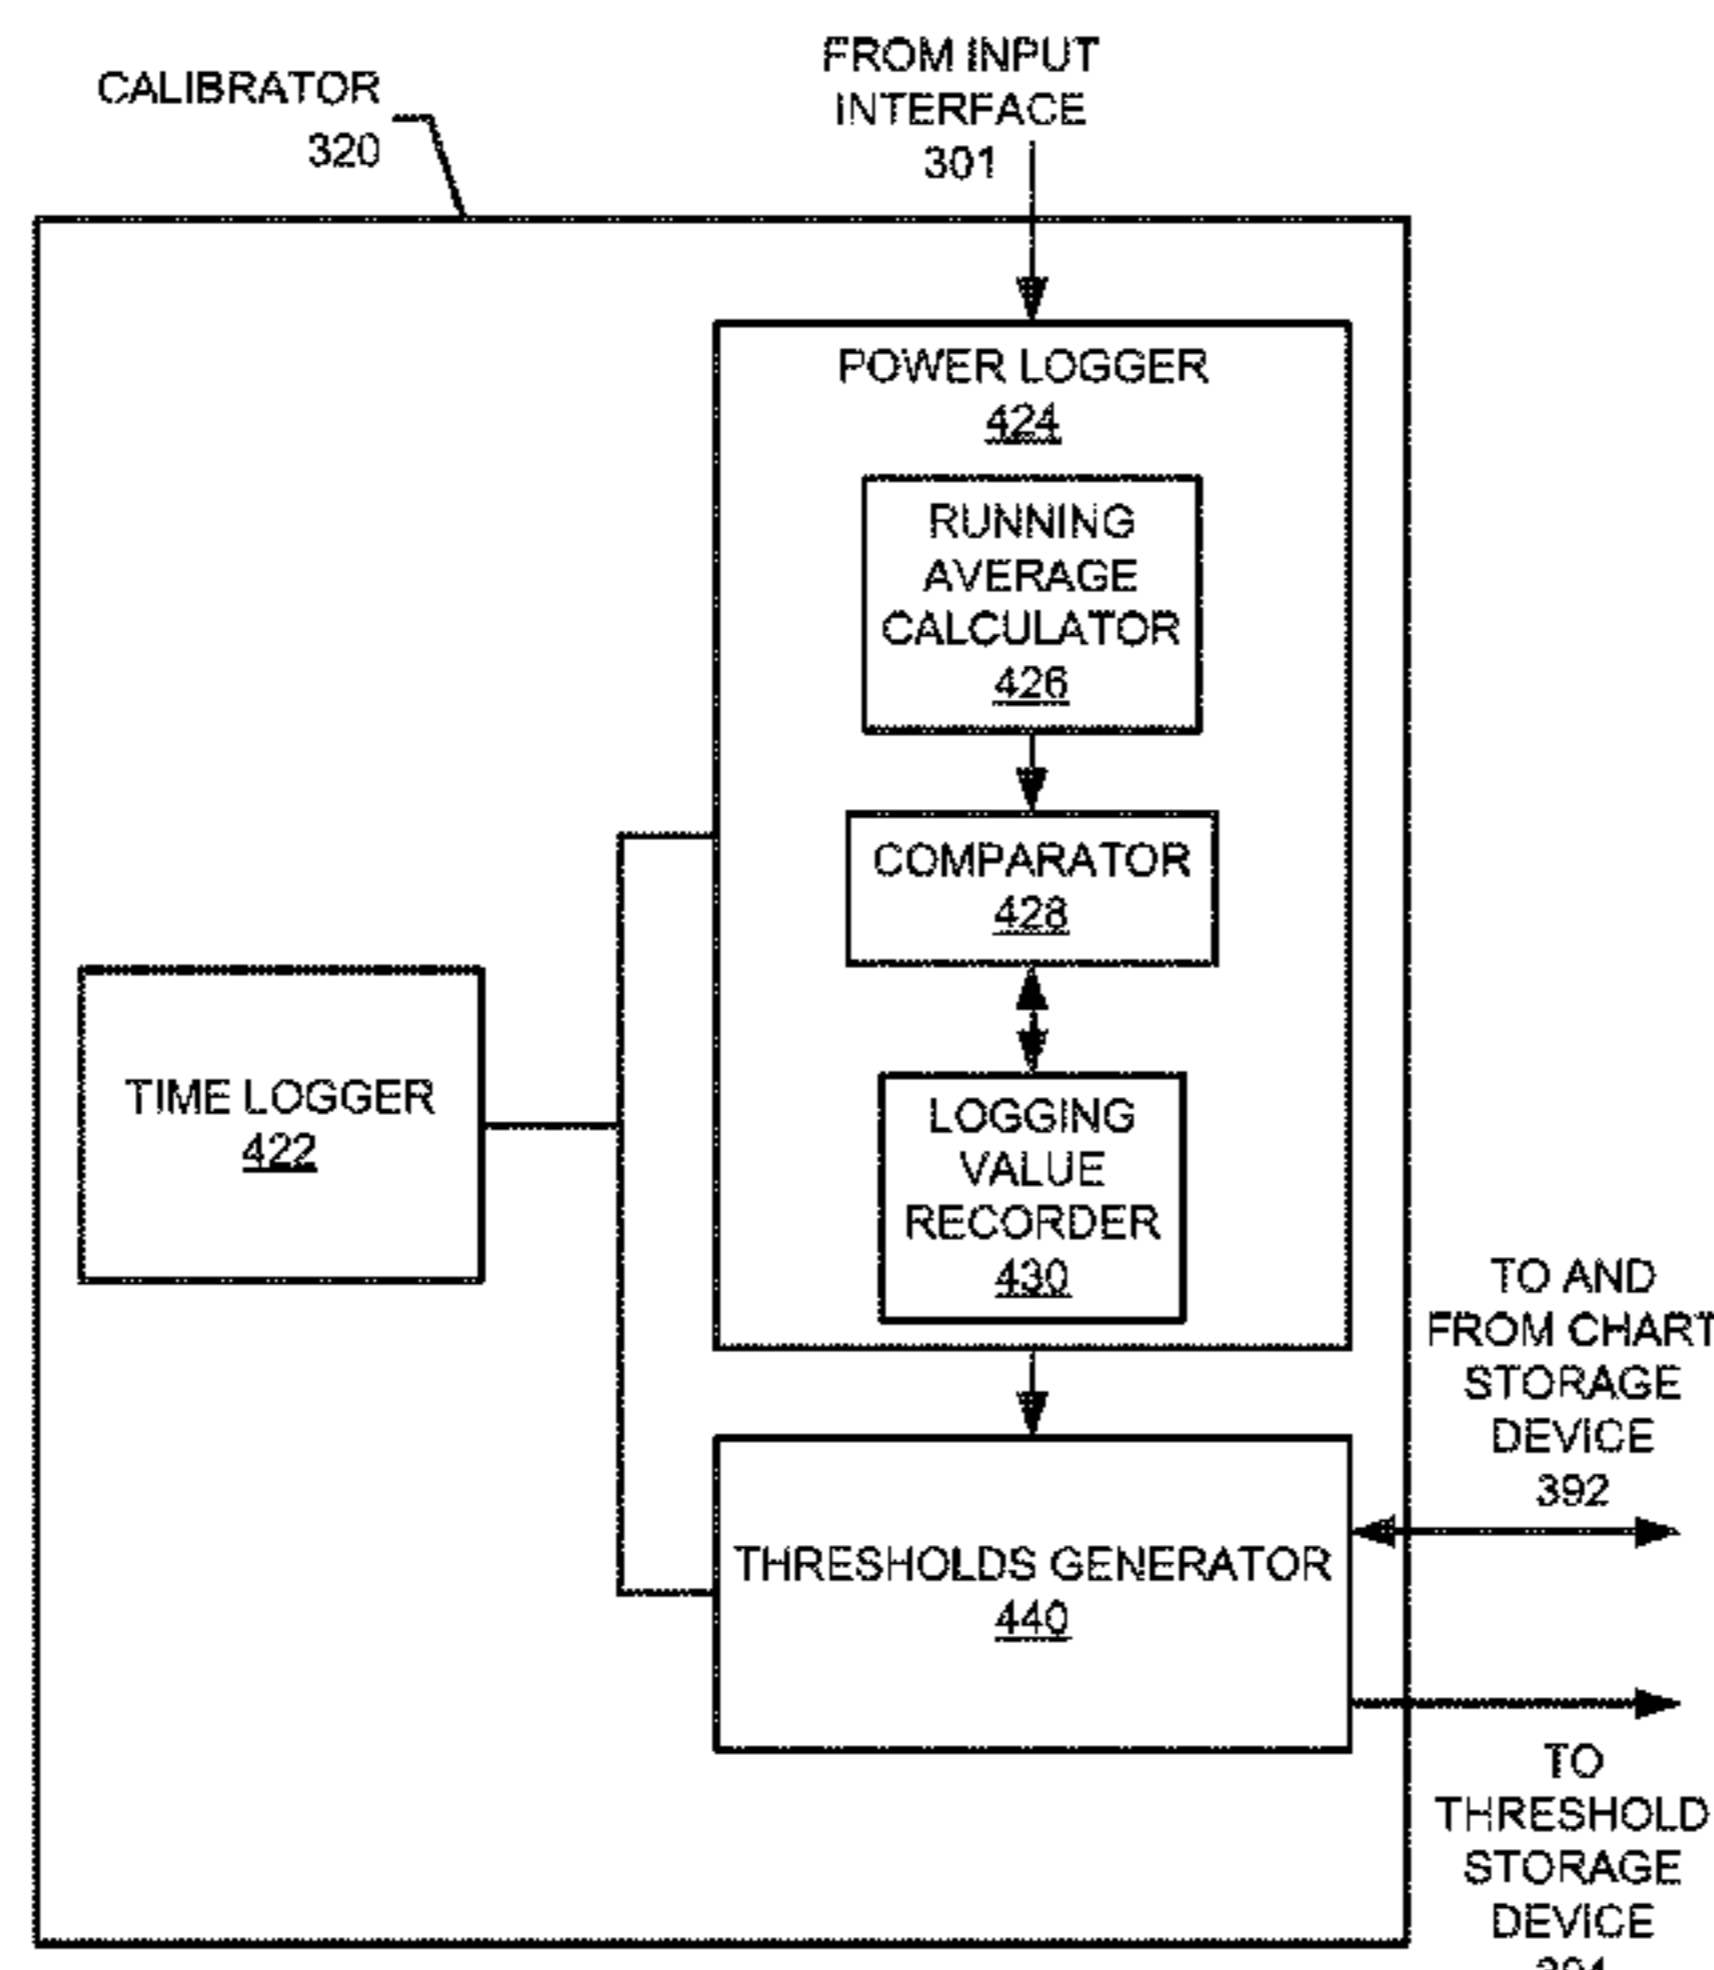 CALIBRATOR
320
FROM INPUT
INTERFACE
301
POWER LOGGER
424
RUNNING
AVERAGE
CALCULATOR
426
COMPARATOR
428
TIME LOGGER
422
LOGGING
VALUE
RECORDER
430
TO AND
FROM CHART
STORAGE
DEVICE
392
THRESHOLDS GENERATOR
440
TO
THRESHOLD
STORAGE
DEVICE